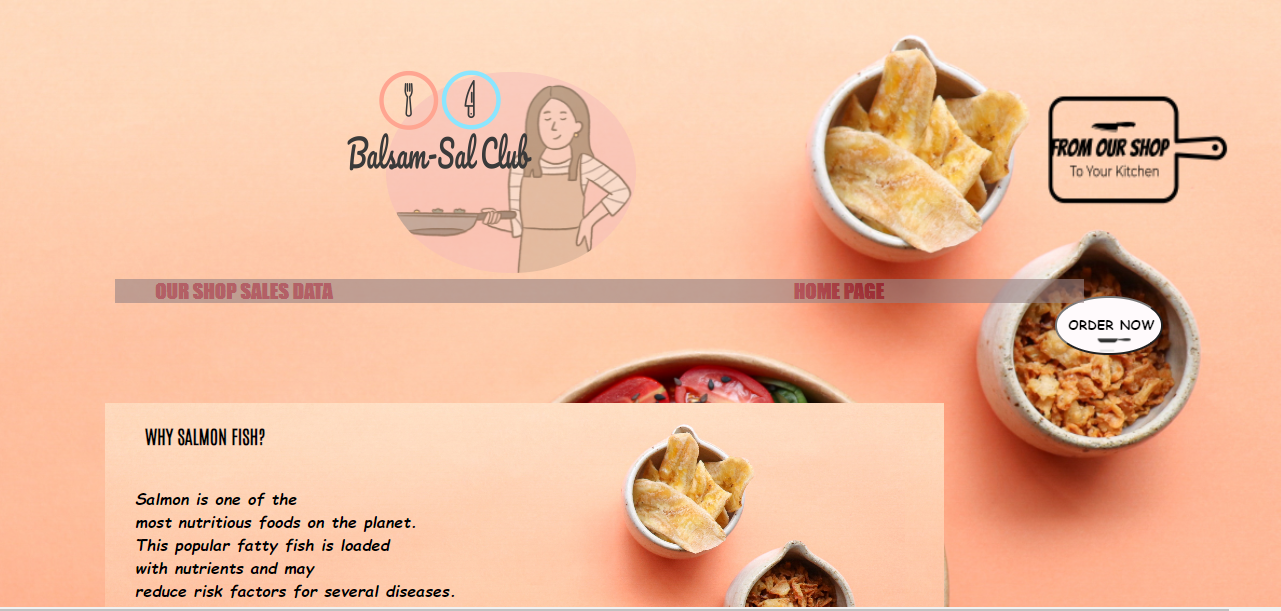 Balsam-Sal Club
FROM OUR SHOP
To Your Kitchen
OUR SHOP SALES DATA
HOME PAGE
ORDER NOW
WHY SALMON FISH?
Salmon is one of the
most nutritious foods on the planet.
This popular fatty fish is loaded
with nutrients and may
reduce risk factors for several diseases.